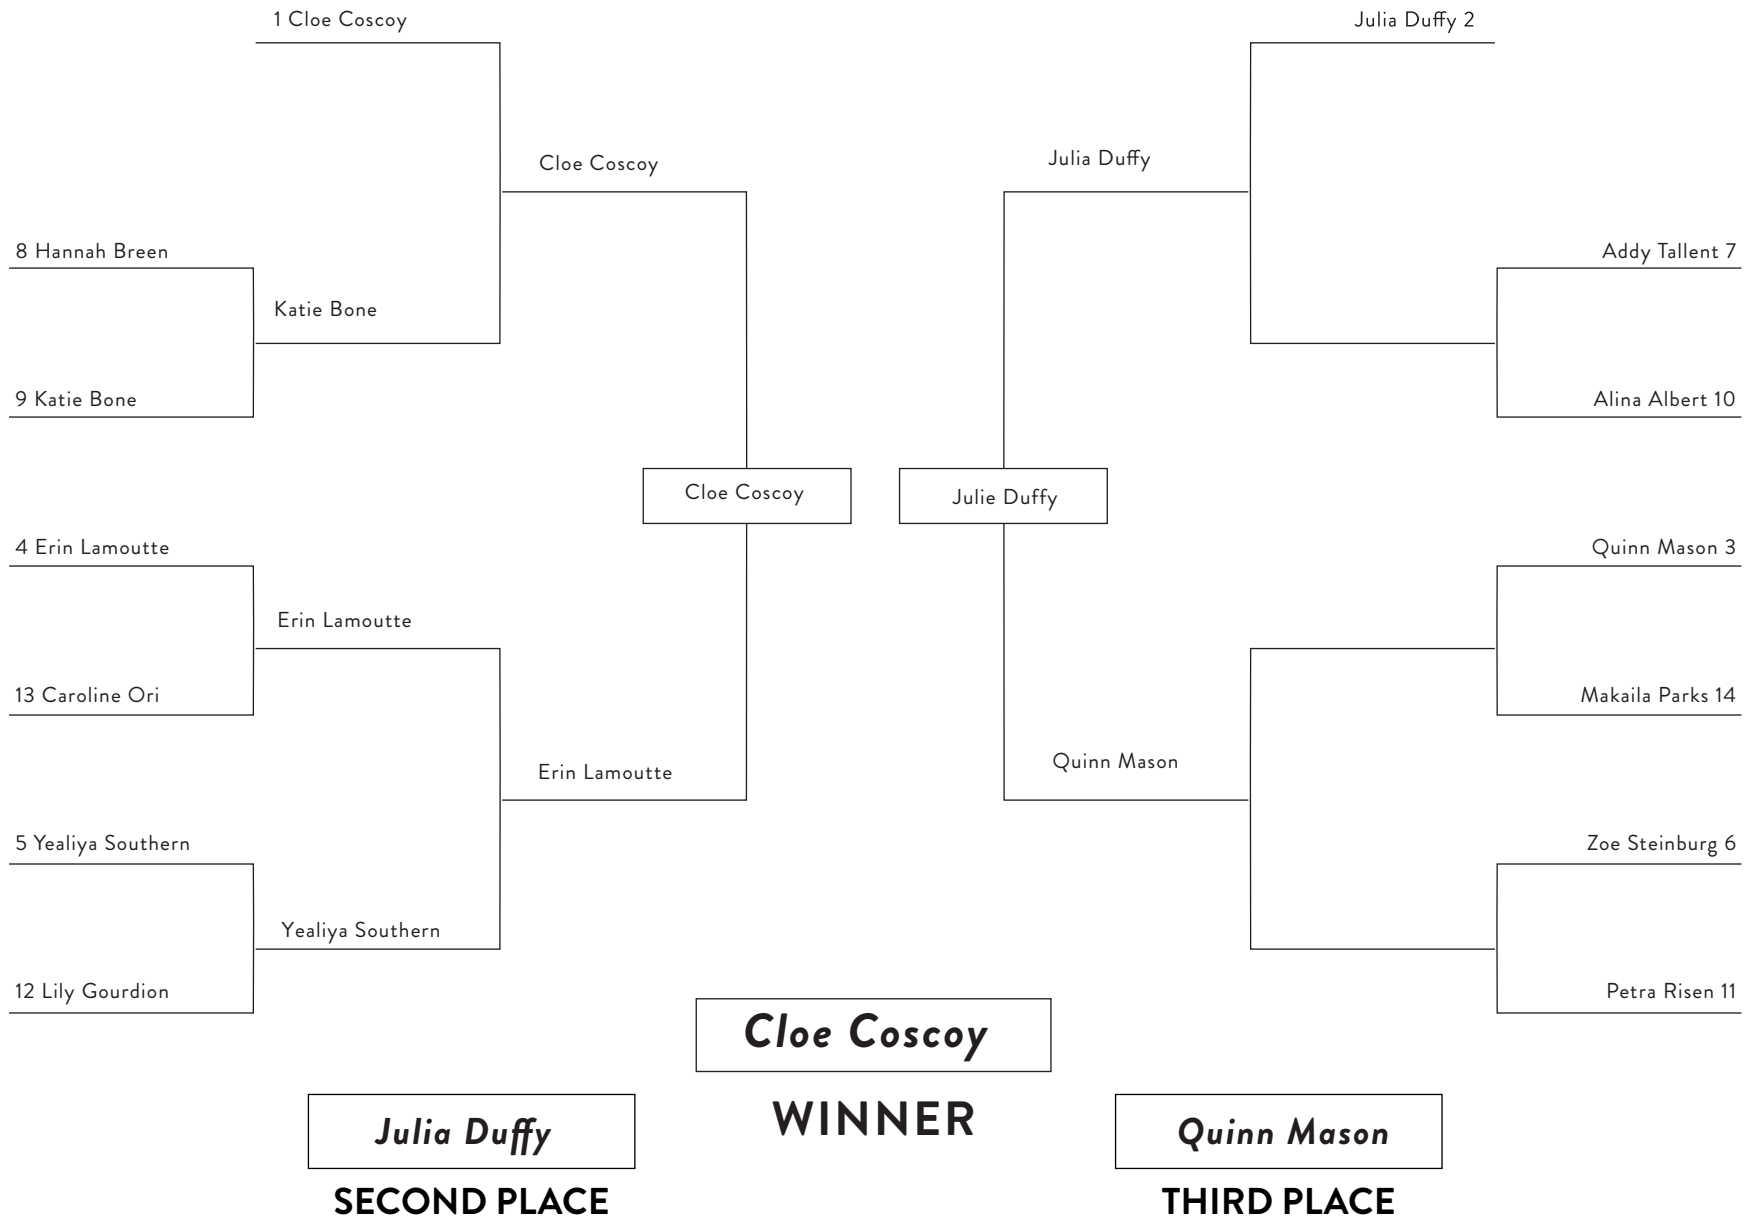 1 Cloe Coscoy
Julia Duffy 2
Cloe Coscoy
Julia Duffy
8 Hannah Breen
Addy Tallent 7
Katie Bone
9 Katie Bone
Alina Albert 10
Cloe Coscoy
Julie Duffy
4 Erin Lamoutte
Quinn Mason 3
Erin Lamoutte
13 Caroline Ori
Makaila Parks 14
Erin Lamoutte
Quinn Mason
5 Yealiya Southern
Zoe Steinburg 6
Yealiya Southern
12 Lily Gourdion
Petra Risen 11
Cloe Coscoy
WINNER
Julia Duffy
Quinn Mason
SECOND PLACE
THIRD PLACE